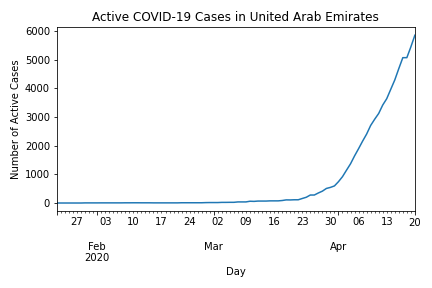 Active COVID-19 Cases in United Arab Emirates
Number of Active Cases
6000
5000
4000
3000
2000
1000
0
27 03 10 17 24 02 09 16 23 30 06 13 20
Feb Mar Apr
2020
Day